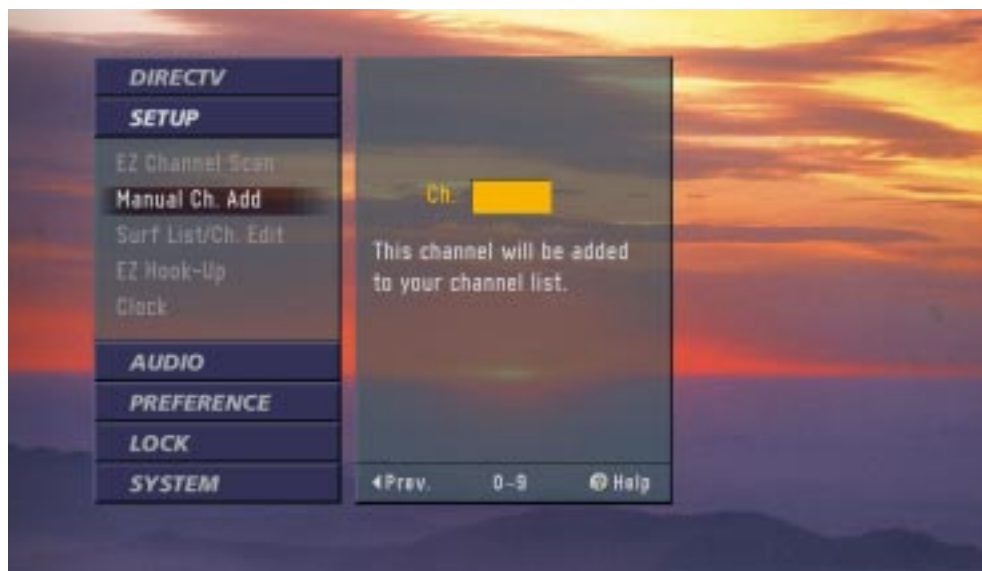 DIRECTV
SETUP
EZ Channel Scan
Manual Ch. Add
Surf List/Ch. Edit
EZ Hook-Up
Clock
AUDIO
PREFERENCE
LOCK
SYSTEM
Ch.
This channel will be added
to your channel list.
◀Prev. 0-9 Help